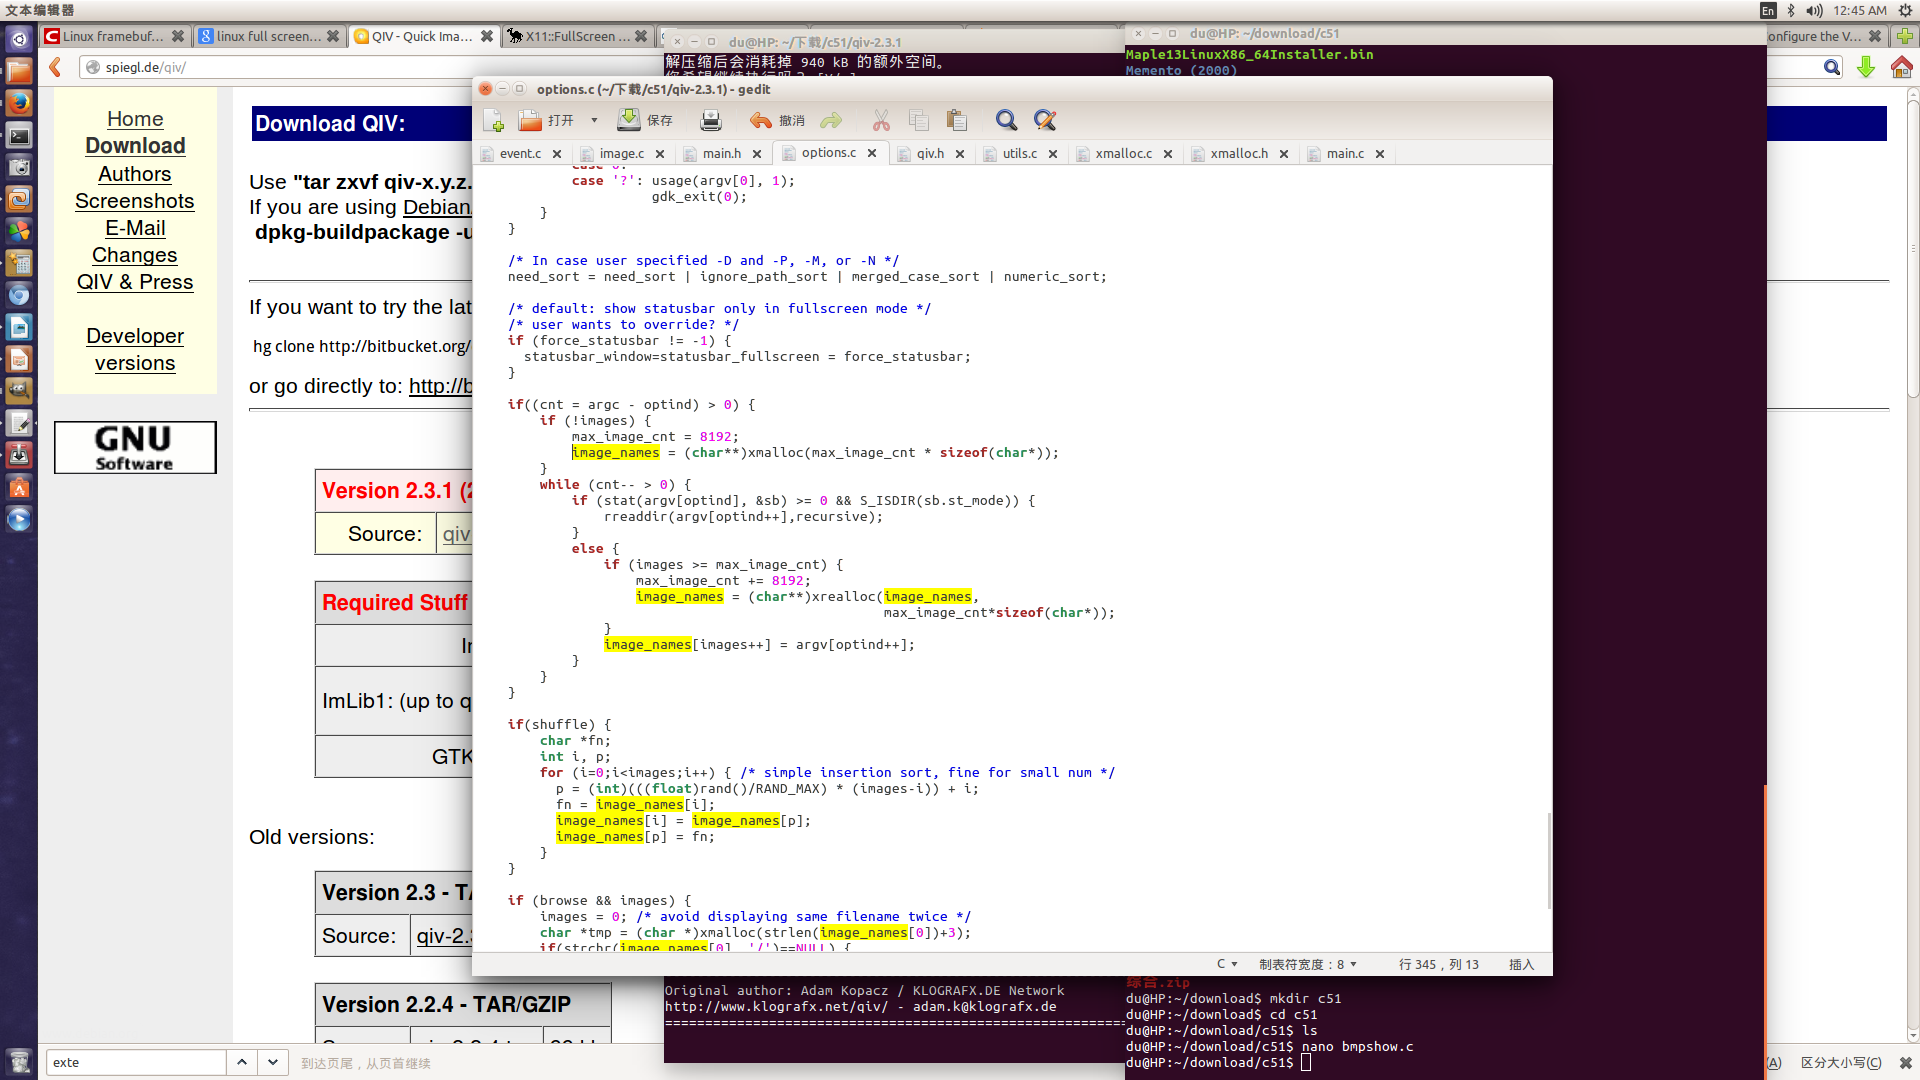 文本编辑器
En
12:45 AM
Linux framebuf...
linux full screen...
QIV - Quick Ima...
X11::FullScreen ...
onfigure the V...
spiegl.de/qiv/
Home
Download
Authors
Screenshots
E-Mail
Changes
QIV & Press
Developer
versions
GNU
Software
Download QIV:
Use "tar zxvf qiv-x.y.z.
If you are using Debian
dpkg-buildpackage -u
If you want to try the lat
hg clone http://bitbucket.org/
or go directly to: http://b
Version 2.3.1 (2
Source: qiv
Required Stuff
ImLib1: (up to q
GTK
Old versions:
Version 2.3 - TA
Source: qiv-2.
Version 2.2.4 - TAR/GZIP
exte
到达页尾，从页首继续
区分大小写(C)
du@HP: ~/下载/c51/qiv-2.3.1
解压缩后会消耗掉 940 kB 的额外空间。
du@HP: ~/download/c51
Maple13LinuxX86_64Installer.bin
Memento (2000)
options.c (~/下载/c51/qiv-2.3.1) - gedit
打开
保存
撤消
event.c
image.c
main.h
options.c
qiv.h
utils.c
xmalloc.c
xmalloc.h
main.c
case '?': usage(argv[0], 1);
gdk_exit(0);
}
}
/* In case user specified -D and -P, -M, or -N */
need_sort = need_sort | ignore_path_sort | merged_case_sort | numeric_sort;
/* default: show statusbar only in fullscreen mode */
/* user wants to override? */
if (force_statusbar != -1) {
statusbar_window=statusbar_fullscreen = force_statusbar;
}
if((cnt = argc - optind) > 0) {
if (!images) {
max_image_cnt = 8192;
image_names = (char**)xmalloc(max_image_cnt * sizeof(char*));
}
while (cnt-- > 0) {
if (stat(argv[optind], &sb) >= 0 && S_ISDIR(sb.st_mode)) {
rreaddir(argv[optind++],recursive);
}
else {
if (images >= max_image_cnt) {
max_image_cnt += 8192;
image_names = (char**)xrealloc(image_names,
max_image_cnt*sizeof(char*));
}
image_names[images++] = argv[optind++];
}
}
}
if(shuffle) {
char *fn;
int i, p;
for (i=0;i<images;i++) { /* simple insertion sort, fine for small num */
p = (int)(((float)rand()/RAND_MAX) * (images-i)) + i;
fn = image_names[i];
image_names[i] = image_names[p];
image_names[p] = fn;
}
}
if (browse && images) {
images = 0; /* avoid displaying same filename twice */
char *tmp = (char *)xmalloc(strlen(image_names[0])+3);
if(strchr(image_names[0], '/')==NULL) {
C
制表符宽度：8
行 345，列 13
插入
Original author: Adam Kopacz / KLOGRAFX.DE Network
http://www.klografx.net/qiv/ - adam.k@klografx.de
==========================================================
综合.zip
du@HP:~/download$ mkdir c51
du@HP:~/download$ cd c51
du@HP:~/download/c51$ ls
du@HP:~/download/c51$ nano bmpshow.c
du@HP:~/download/c51$